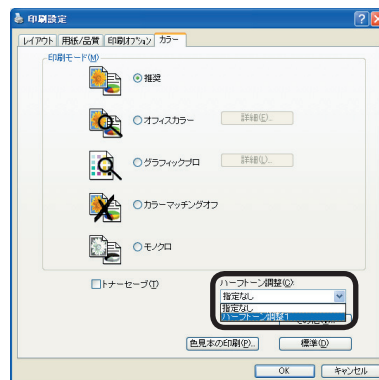 印刷設定
レイアウト 用紙/品質 印刷オプション カラー
印刷モード(M)
推奨
オフィスカラー 詳細(E)...
グラフィックプロ 詳細(L)...
カラーマッチングオフ
モノクロ
トナーセーブ(T)
ハーフトーン調整(C):
指定なし
指定なし
ハーフトーン調整1
色見本の印刷(P)... 標準(D)
OK キャンセル